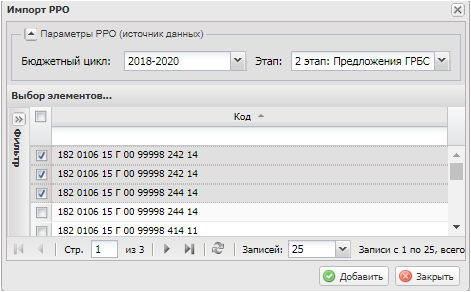 Импорт РРО
Параметры РРО (источник данных)
Бюджетный цикл: 2018-2020 Этап: 2 этап: Предложения ГРБС
Выбор элементов...
Фильтр
Код
182 0106 15 Г 00 99998 242 14
182 0106 15 Г 00 99998 244 14
182 0106 15 Г 00 99998 244 14
182 0106 15 Г 00 99998 244 14
182 0106 15 Г 00 99998 414 11
Стр. 1 из 3 Записей: 25 Записи с 1 по 25, всего
Добавить Закрыть